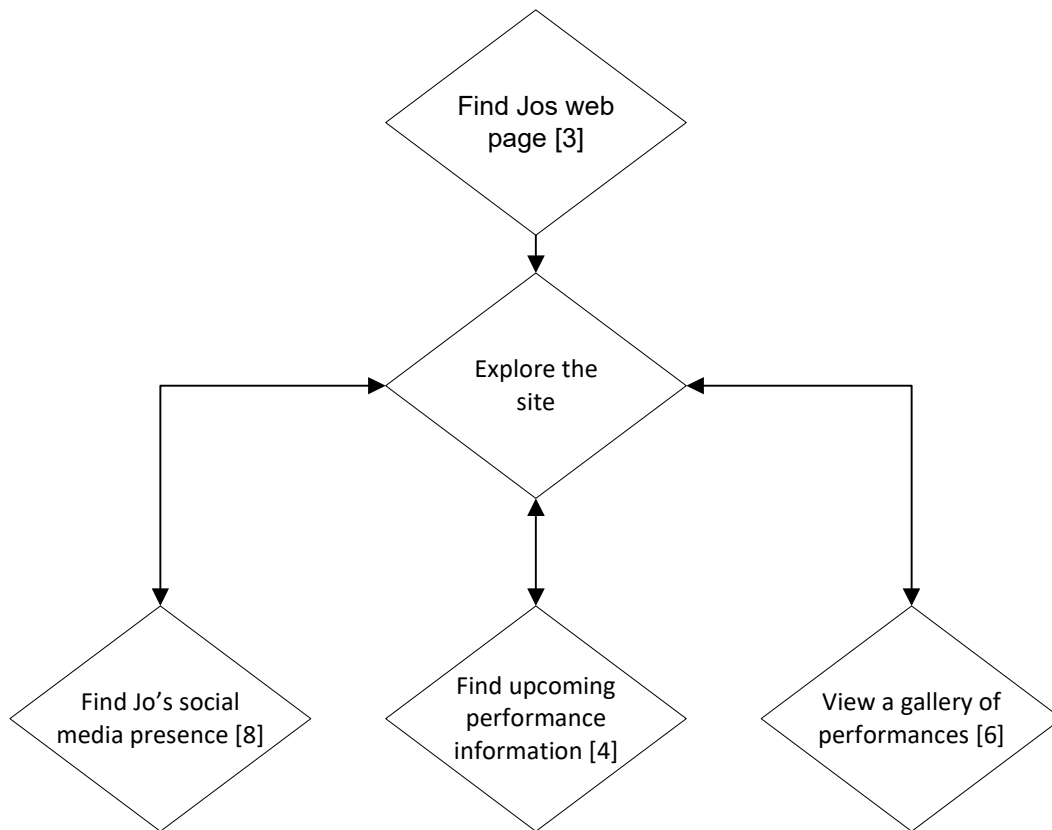 Find Jos web
page [3]
Explore the
site
Find Jo’s social
media presence [8]
Find upcoming
performance
information [4]
View a gallery of
performances [6]